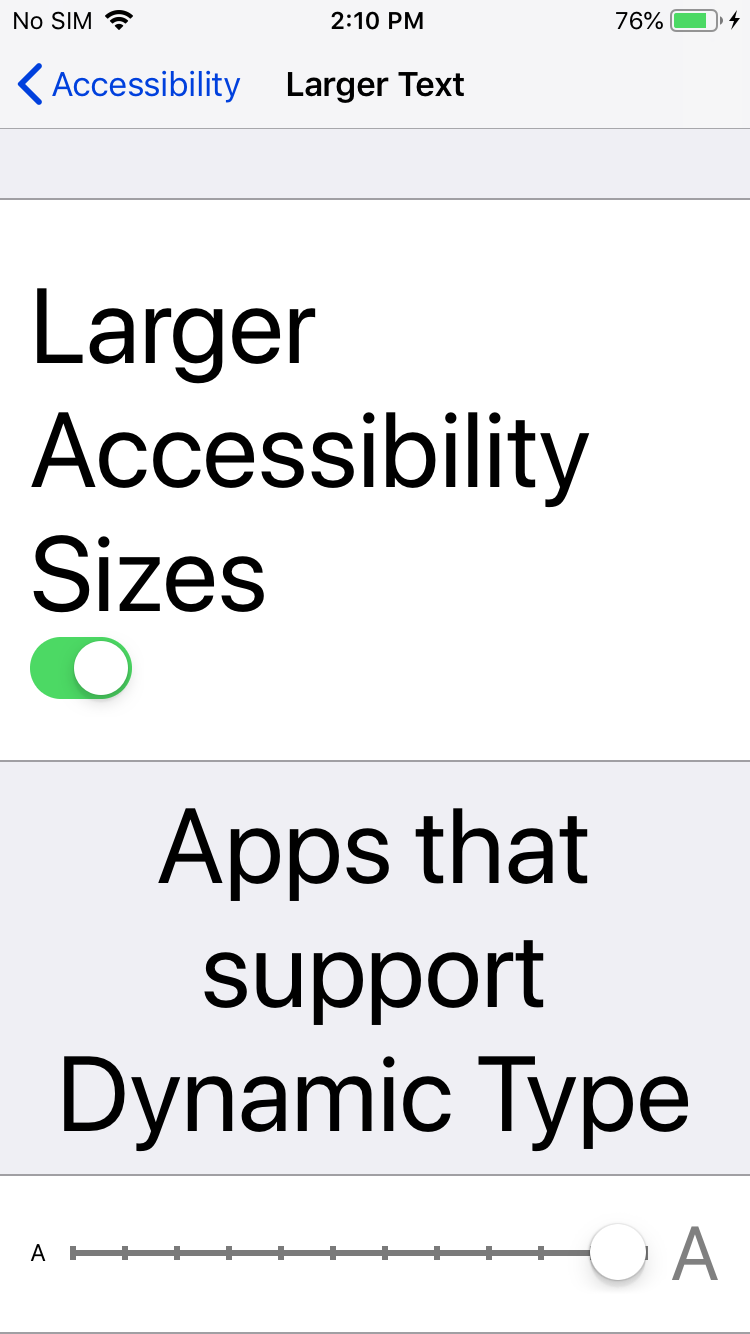 No SIM 2:10 PM 76%
Accessibility Larger Text
Larger
Accessibility
Sizes
Apps that
support
Dynamic Type
A A